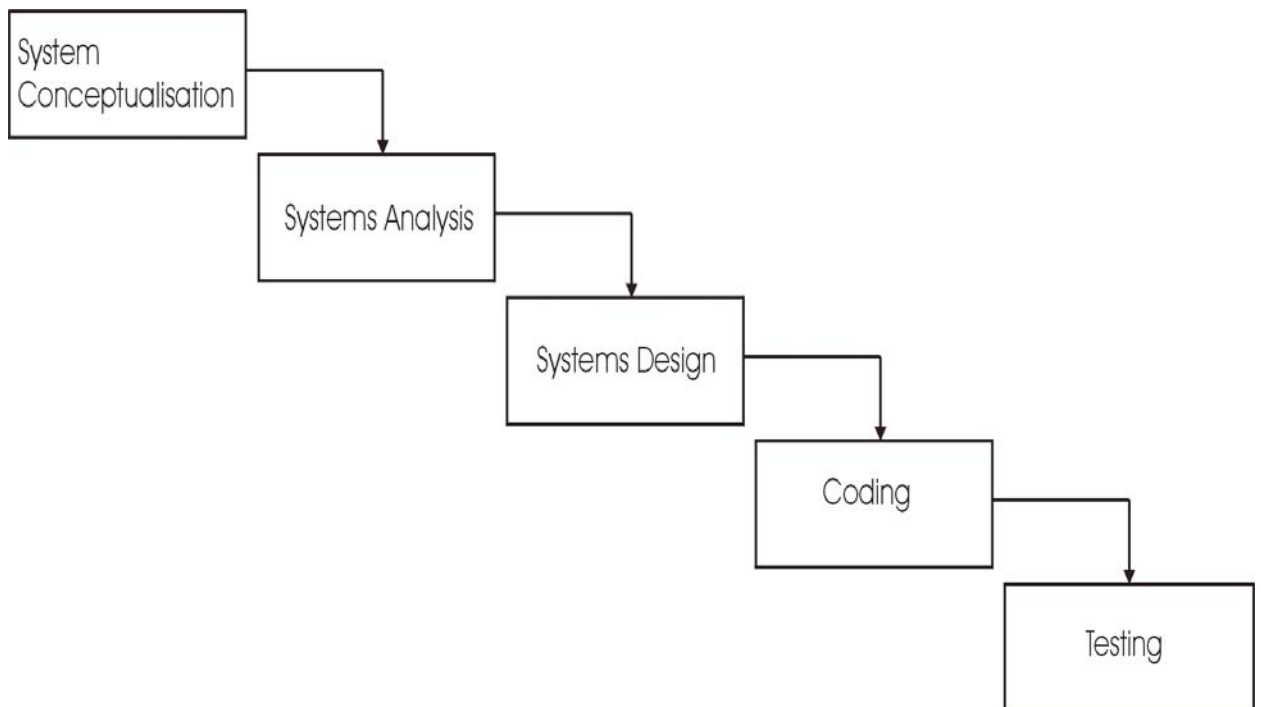 System
Conceptualisation
Systems Analysis
Systems Design
Coding
Testing